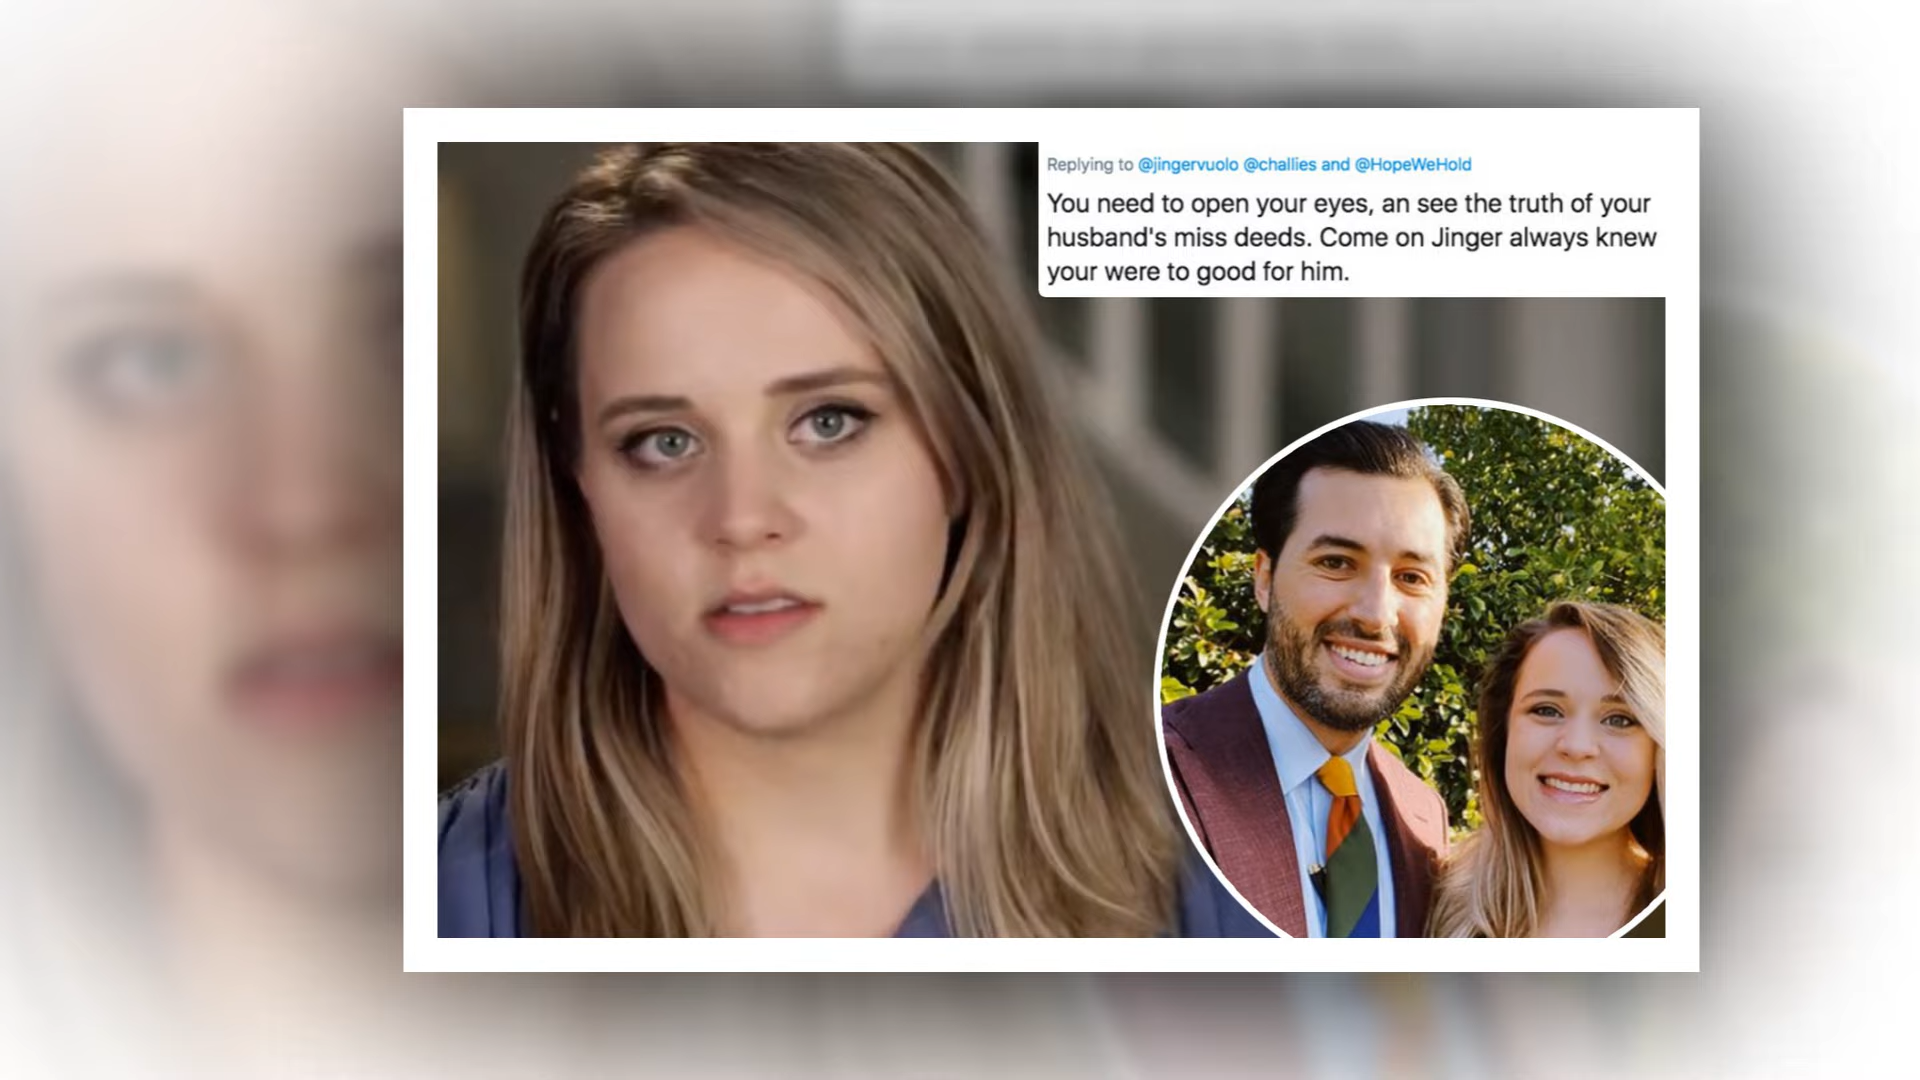 Replying to @jingervuolo @challies and @HopeWeHold
You need to open your eyes, an see the truth of your
husband's miss deeds. Come on Jinger always knew
your were to good for him.